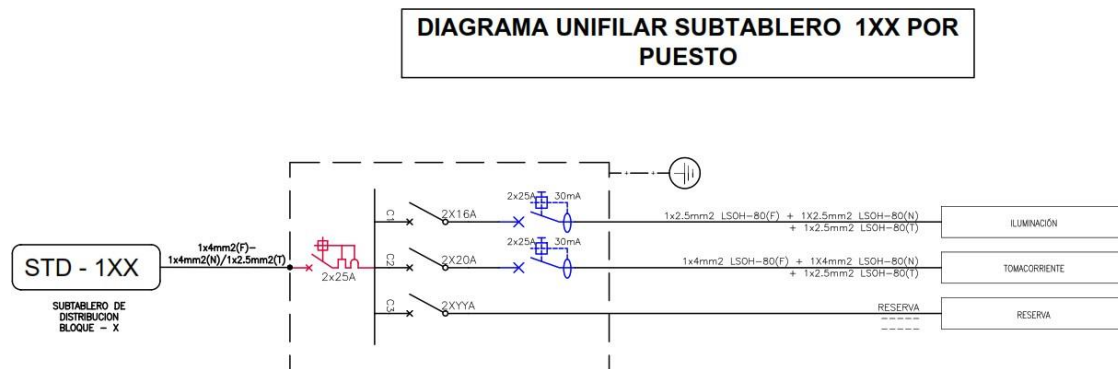 DIAGRAMA UNIFILAR SUBTABLERO 1XX POR
PUESTO
STD - 1XX
SUBTABLERO DE
DISTRIBUCION
BLOQUE - X
1x4mm2(F)-
1x4mm2(N)/1x2.5mm2(T)
2x25A
C1
2X16A
2x25A 30mA
1x2.5mm2 LSOH-80(F) + 1X2.5mm2 LSOH-80(N)
+ 1x2.5mm2 LSOH-80(T)
ILUMINACIÓN
C2
2X20A
2x25A 30mA
1x4mm2 LSOH-80(F) + 1X4mm2 LSOH-80(N)
+ 1x2.5mm2 LSOH-80(T)
TOMACORRIENTE
C3
2XYYA
RESERVA
RESERVA